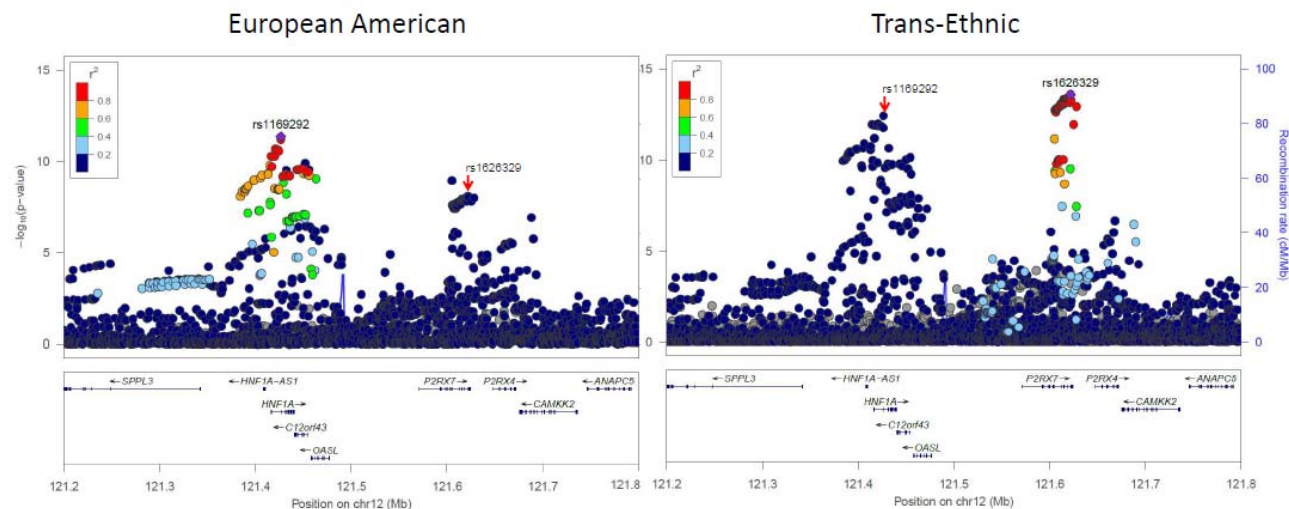 European American
Trans-Ethnic
15
10
5
0
−log₁₀(p-value)
r²
0.8
0.6
0.4
0.2
rs1169292
rs1626329
←SPPL3
←HNF1A-AS1
P2RX7→
P2RX4→
←ANAPC5
HNF1A→
←CAMKK2
←C12orf43
←OASL
121.2
121.3
121.4
121.5
121.6
121.7
121.8
Position on chr12 (Mb)
15
10
5
0
r²
0.8
0.6
0.4
0.2
rs1169292
rs1626329
100
80
60
40
20
0
Recombination rate (cM/Mb)
←SPPL3
←HNF1A-AS1
P2RX7→
P2RX4→
←ANAPC5
HNF1A→
←CAMKK2
←C12orf43
←OASL
121.2
121.3
121.4
121.5
121.6
121.7
121.8
Position on chr12 (Mb)